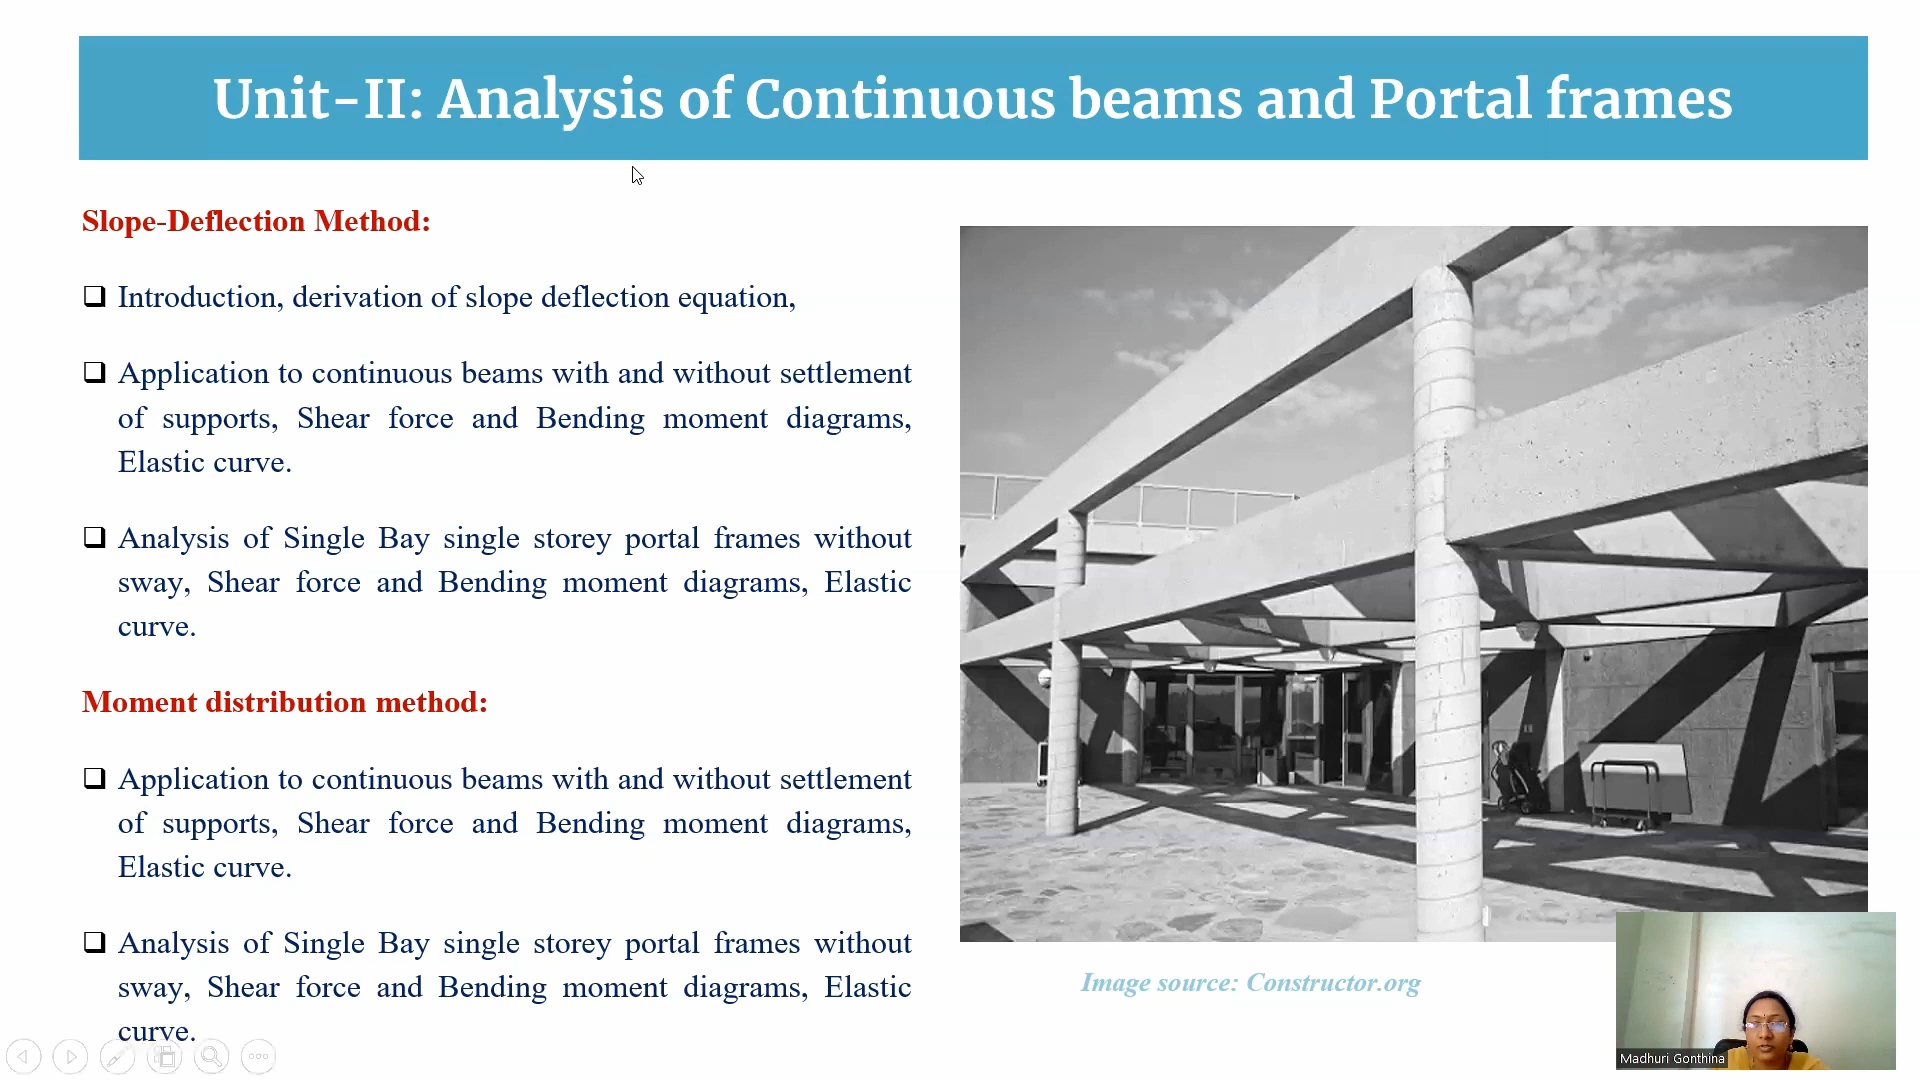 Unit-II: Analysis of Continuous beams and Portal frames
Slope-Deflection Method:
Introduction, derivation of slope deflection equation,
Application to continuous beams with and without settlement
of supports, Shear force and Bending moment diagrams,
Elastic curve.
Analysis of Single Bay single storey portal frames without
sway, Shear force and Bending moment diagrams, Elastic
curve.
Moment distribution method:
Application to continuous beams with and without settlement
of supports, Shear force and Bending moment diagrams,
Elastic curve.
Analysis of Single Bay single storey portal frames without
sway, Shear force and Bending moment diagrams, Elastic
curve.
Image source: Constructor.org
Madhuri Gonthina